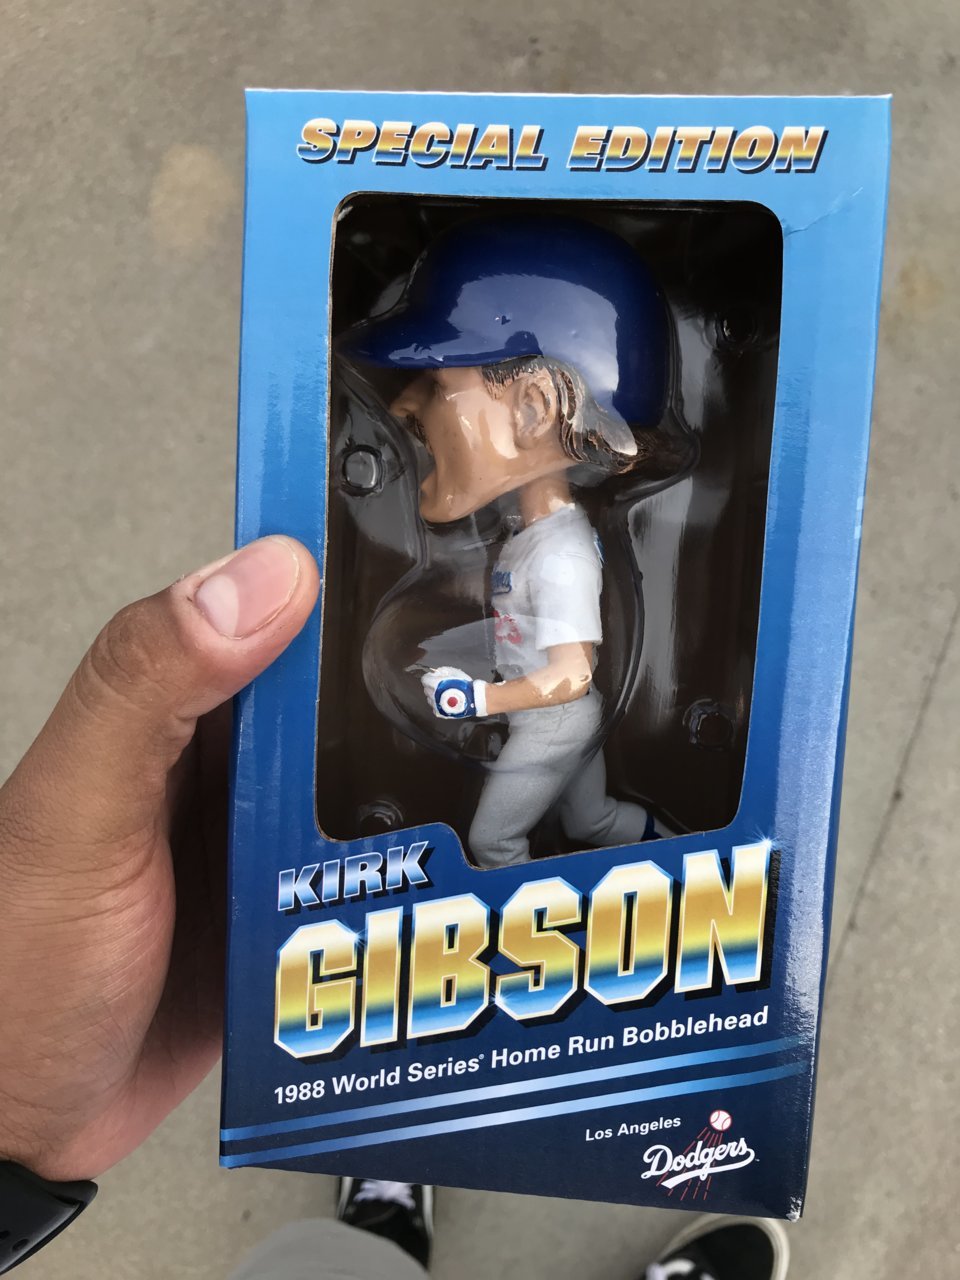 SPECIAL EDITION
KIRK
GIBSON
1988 World Series® Home Run Bobblehead
Los Angeles
Dodgers